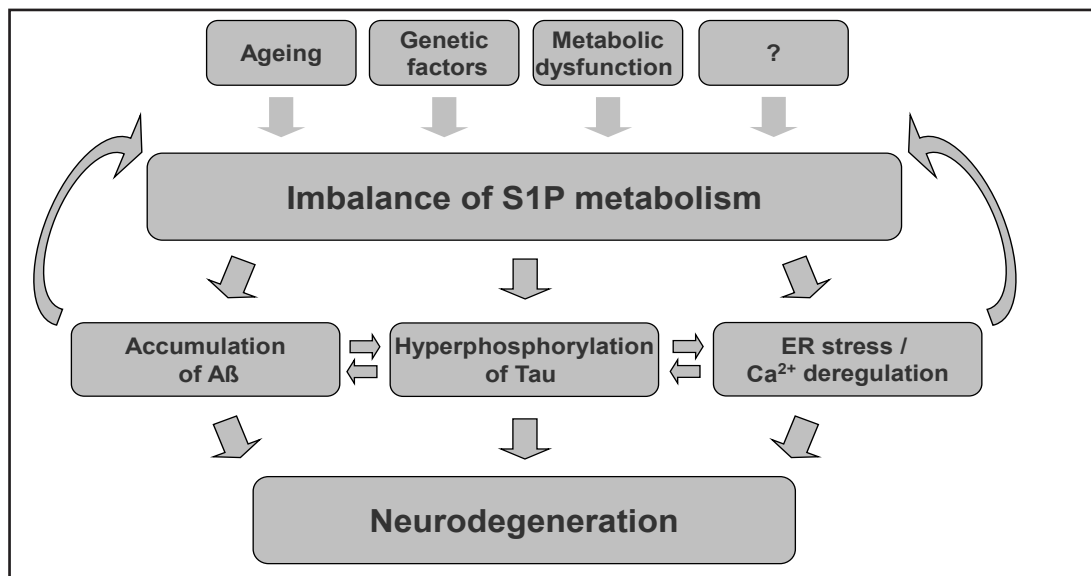 Ageing
Genetic
factors
Metabolic
dysfunction
?
Imbalance of S1P metabolism
Accumulation
of Aß
Hyperphosphorylation
of Tau
ER stress /
Ca²⁺ deregulation
Neurodegeneration